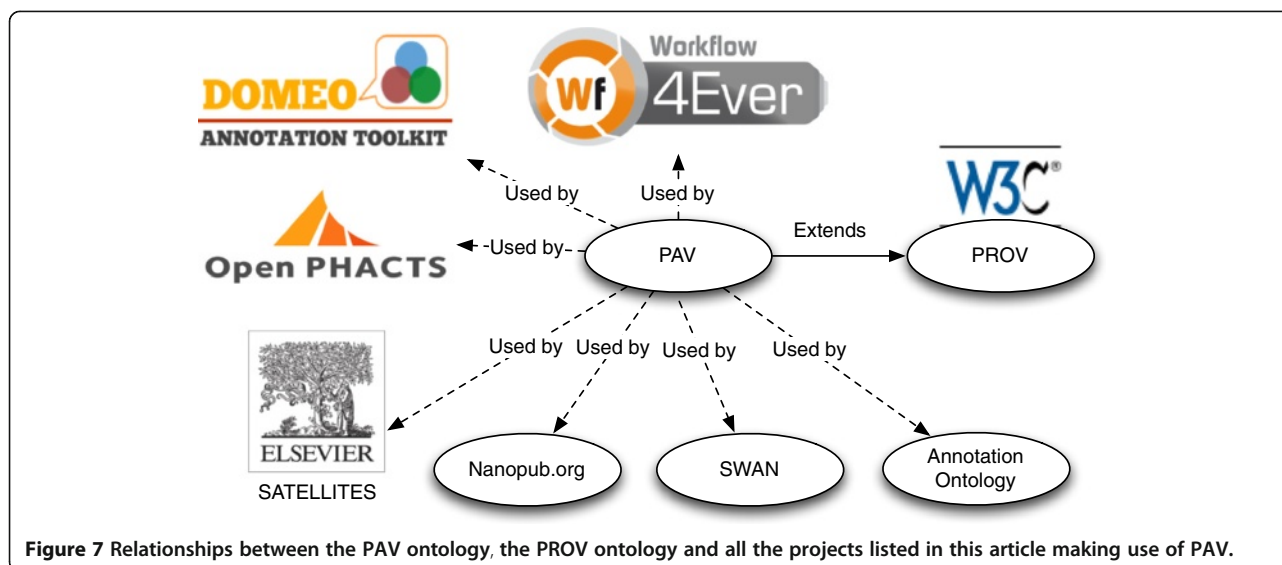 DOMEO
ANNOTATION TOOLKIT
Workflow
Wf
4Ever
Open PHACTS
W3C®
Used by
Used by
Used by
PAV
Extends
PROV
Used by
Used by
Used by
Used by
ELSEVIER
SATELLITES
Nanopub.org
SWAN
Annotation
Ontology
Figure 7 Relationships between the PAV ontology, the PROV ontology and all the projects listed in this article making use of PAV.